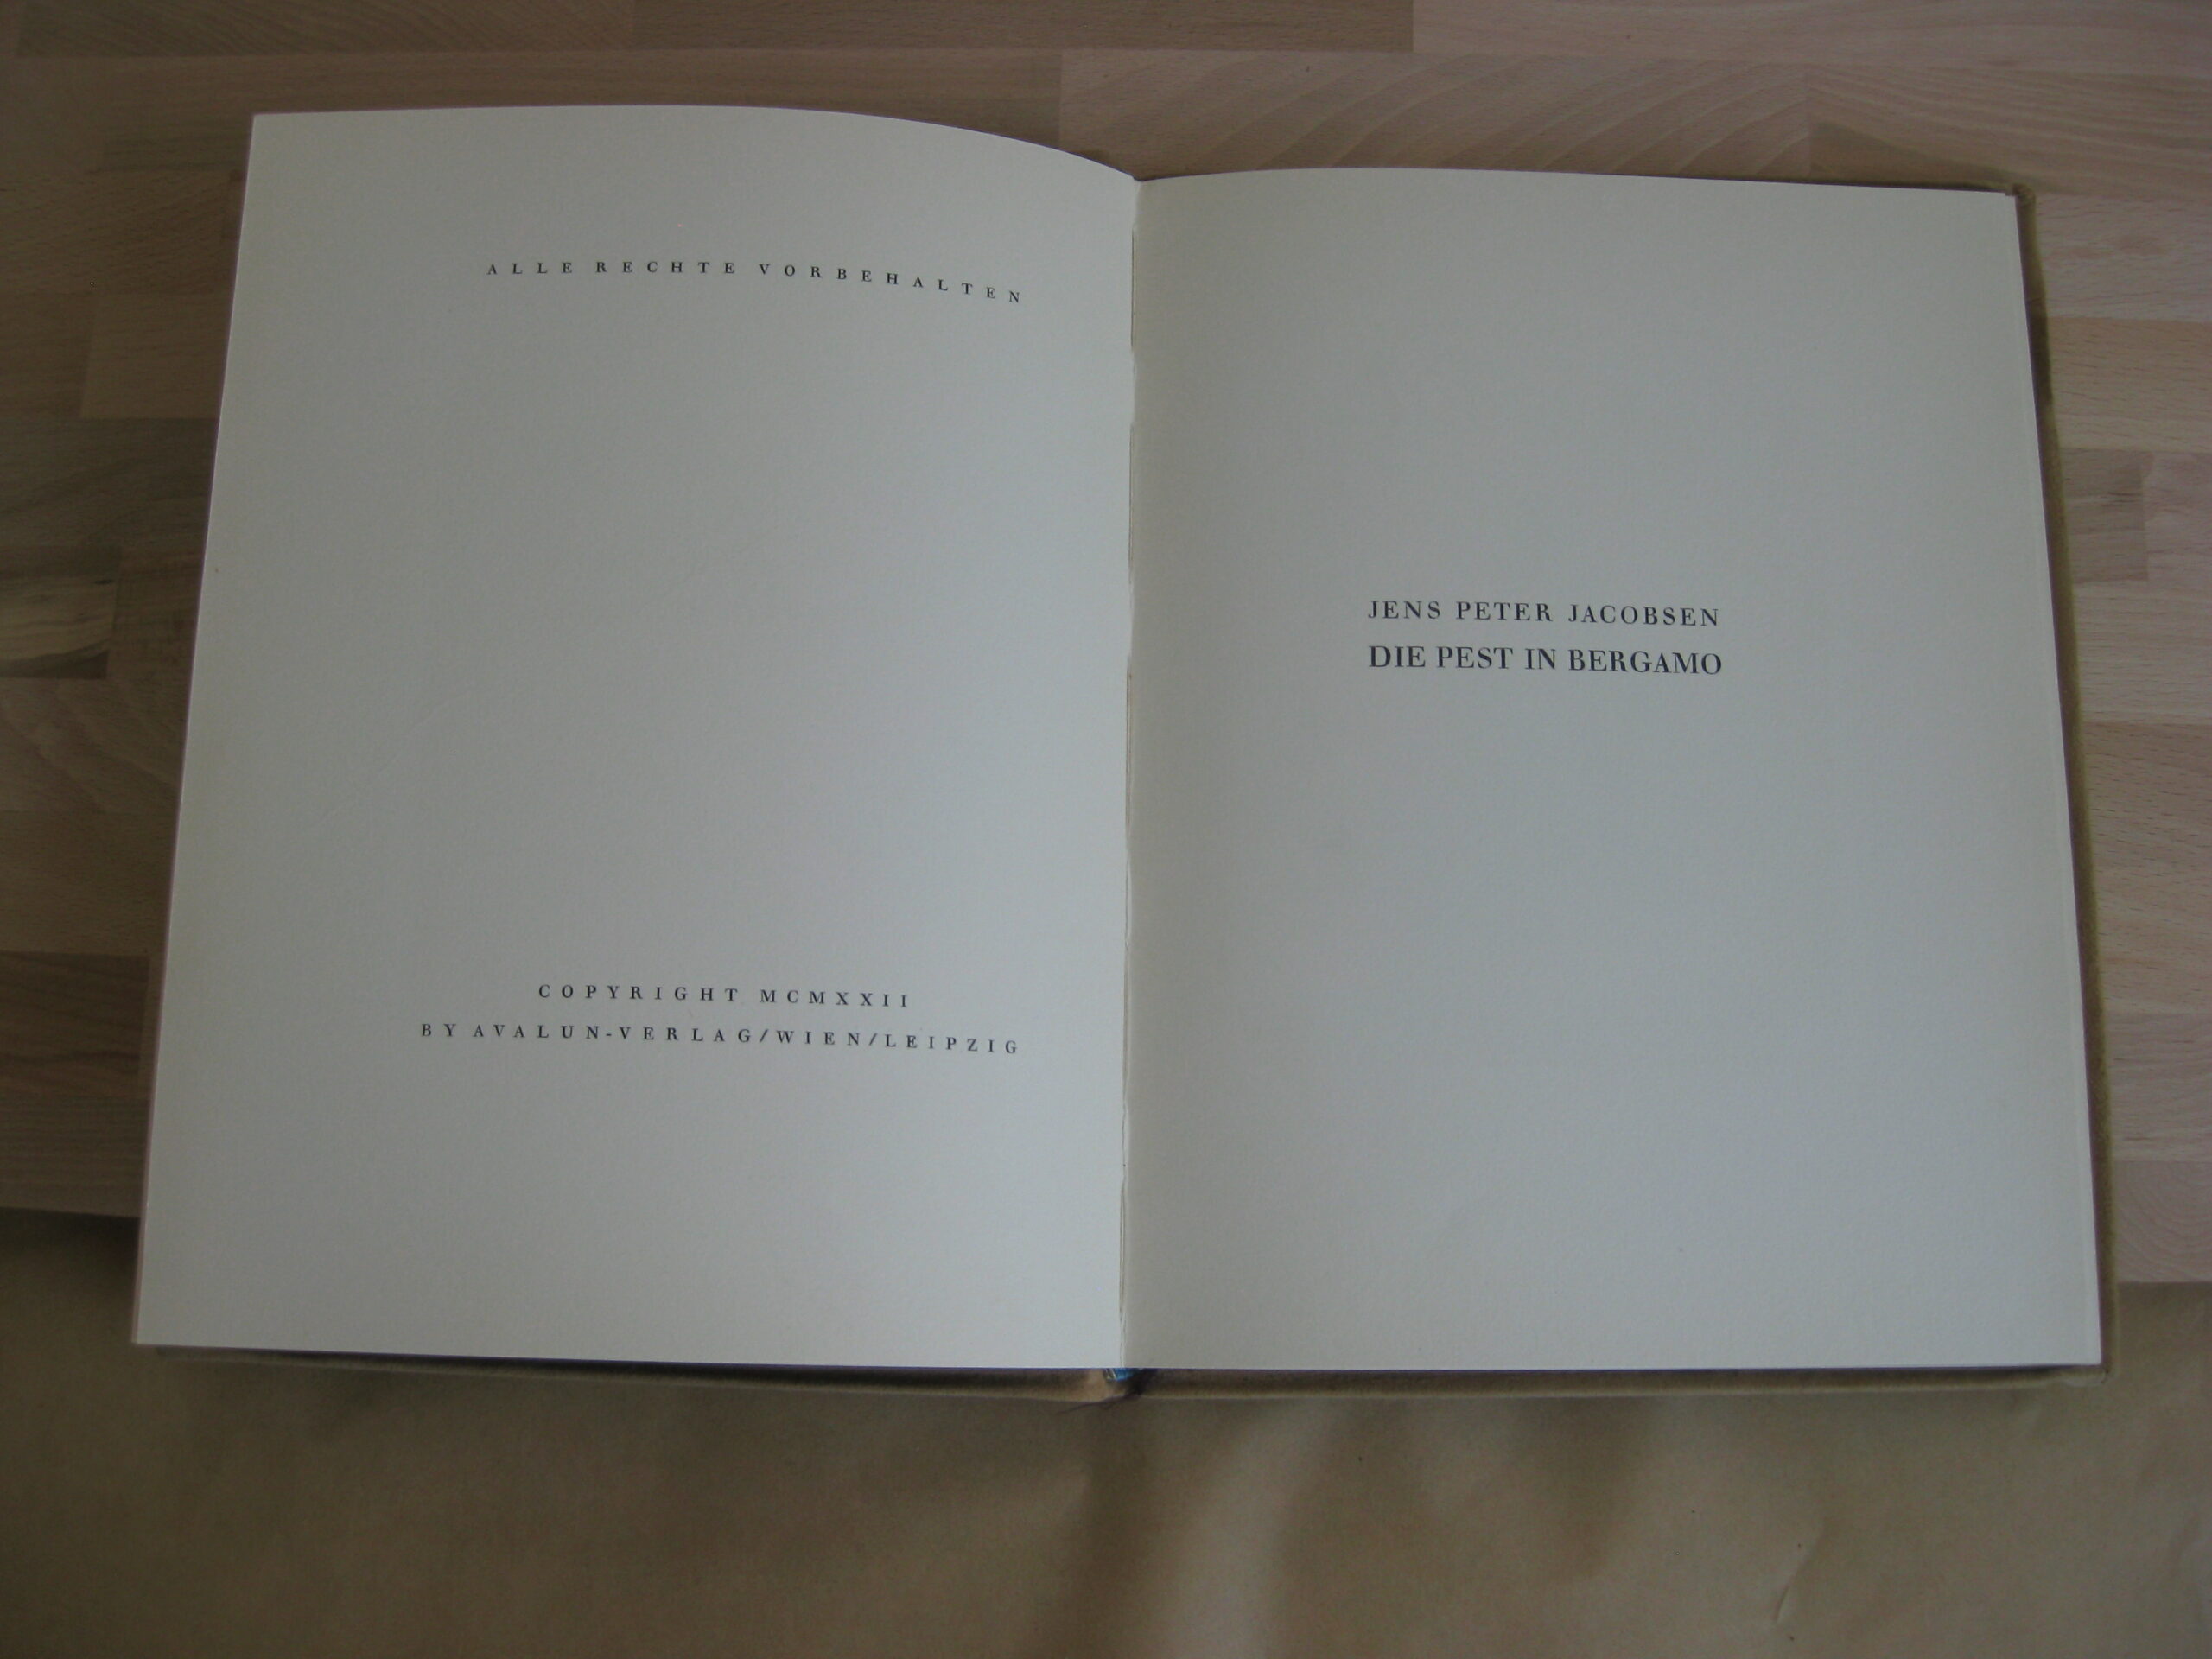 ALLE RECHTE VORBEHALTEN
COPYRIGHT MCMXXII
BY AVALUN-VERLAG/WIEN/LEIPZIG
JENS PETER JACOBSEN
DIE PEST IN BERGAMO